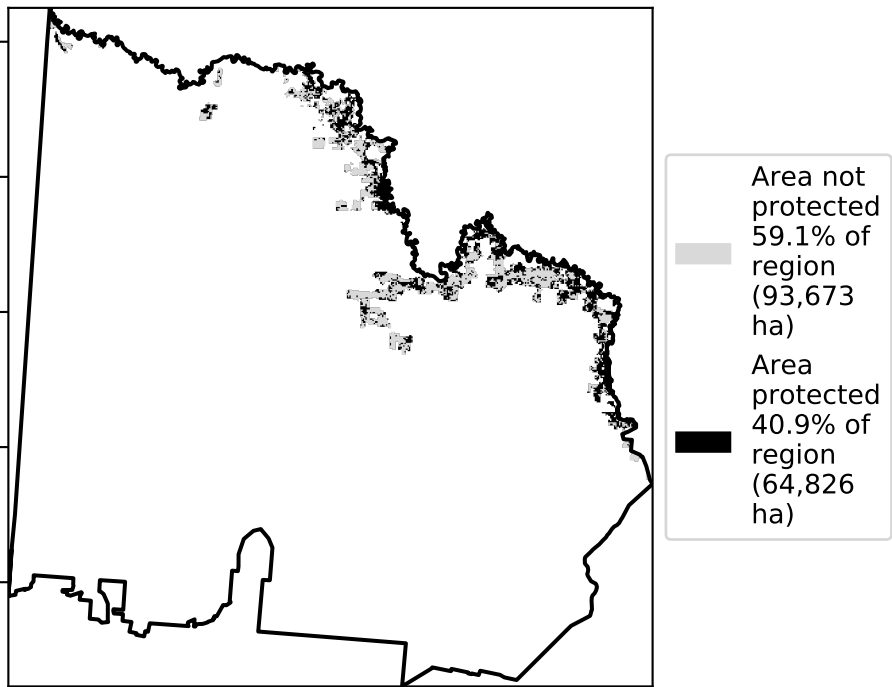 Area not
protected
59.1% of
region
(93,673
ha)
Area
protected
40.9% of
region
(64,826
ha)